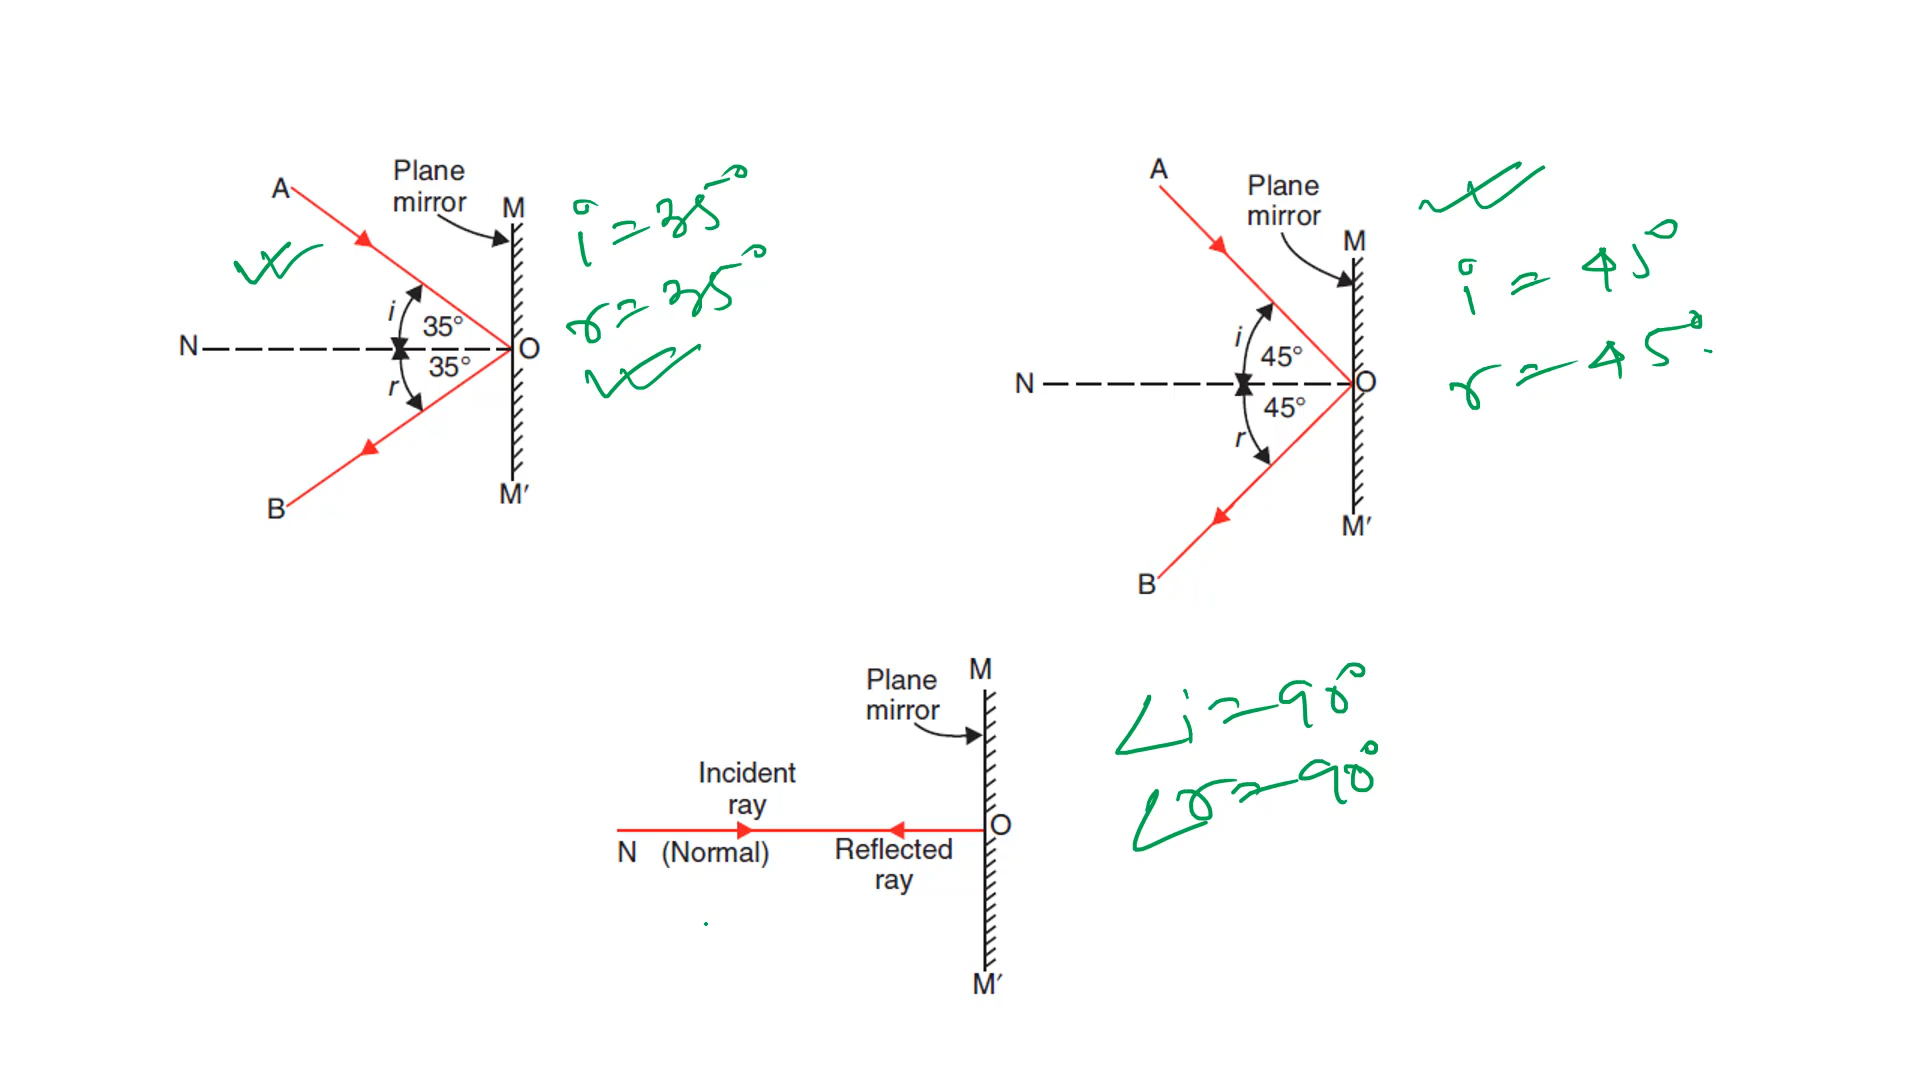 A
Plane
mirror
M
i = 35°
r = 35°
i
35°
N
O
35°
r
M′
B
A
Plane
mirror
M
i = 45°
r = 45°
i
45°
N
O
45°
r
M′
B
M
Plane
mirror
∠i = 90°
∠r = 90°
Incident
ray
O
N (Normal)
Reflected
ray
M′